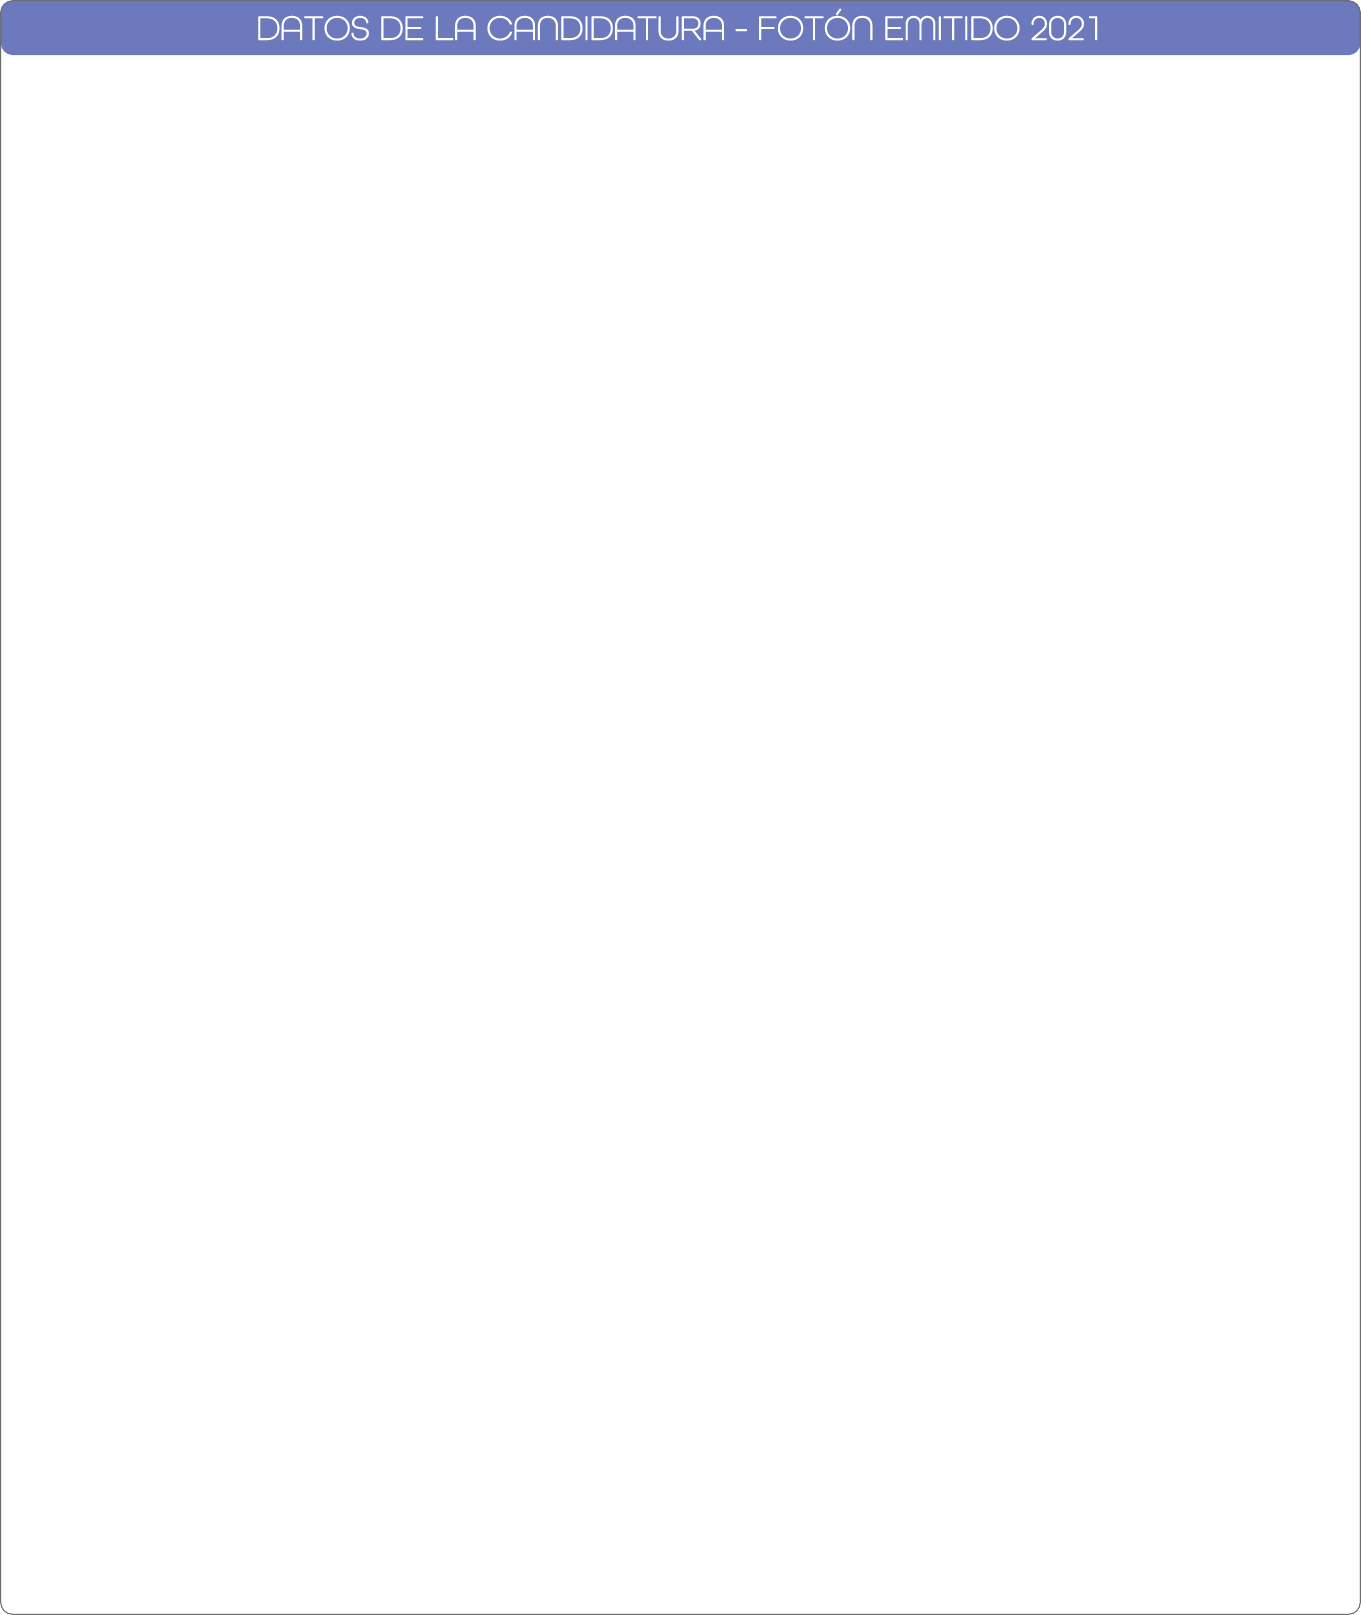 DATOS DE LA CANDIDATURA - FOTÓN EMITIDO 2021